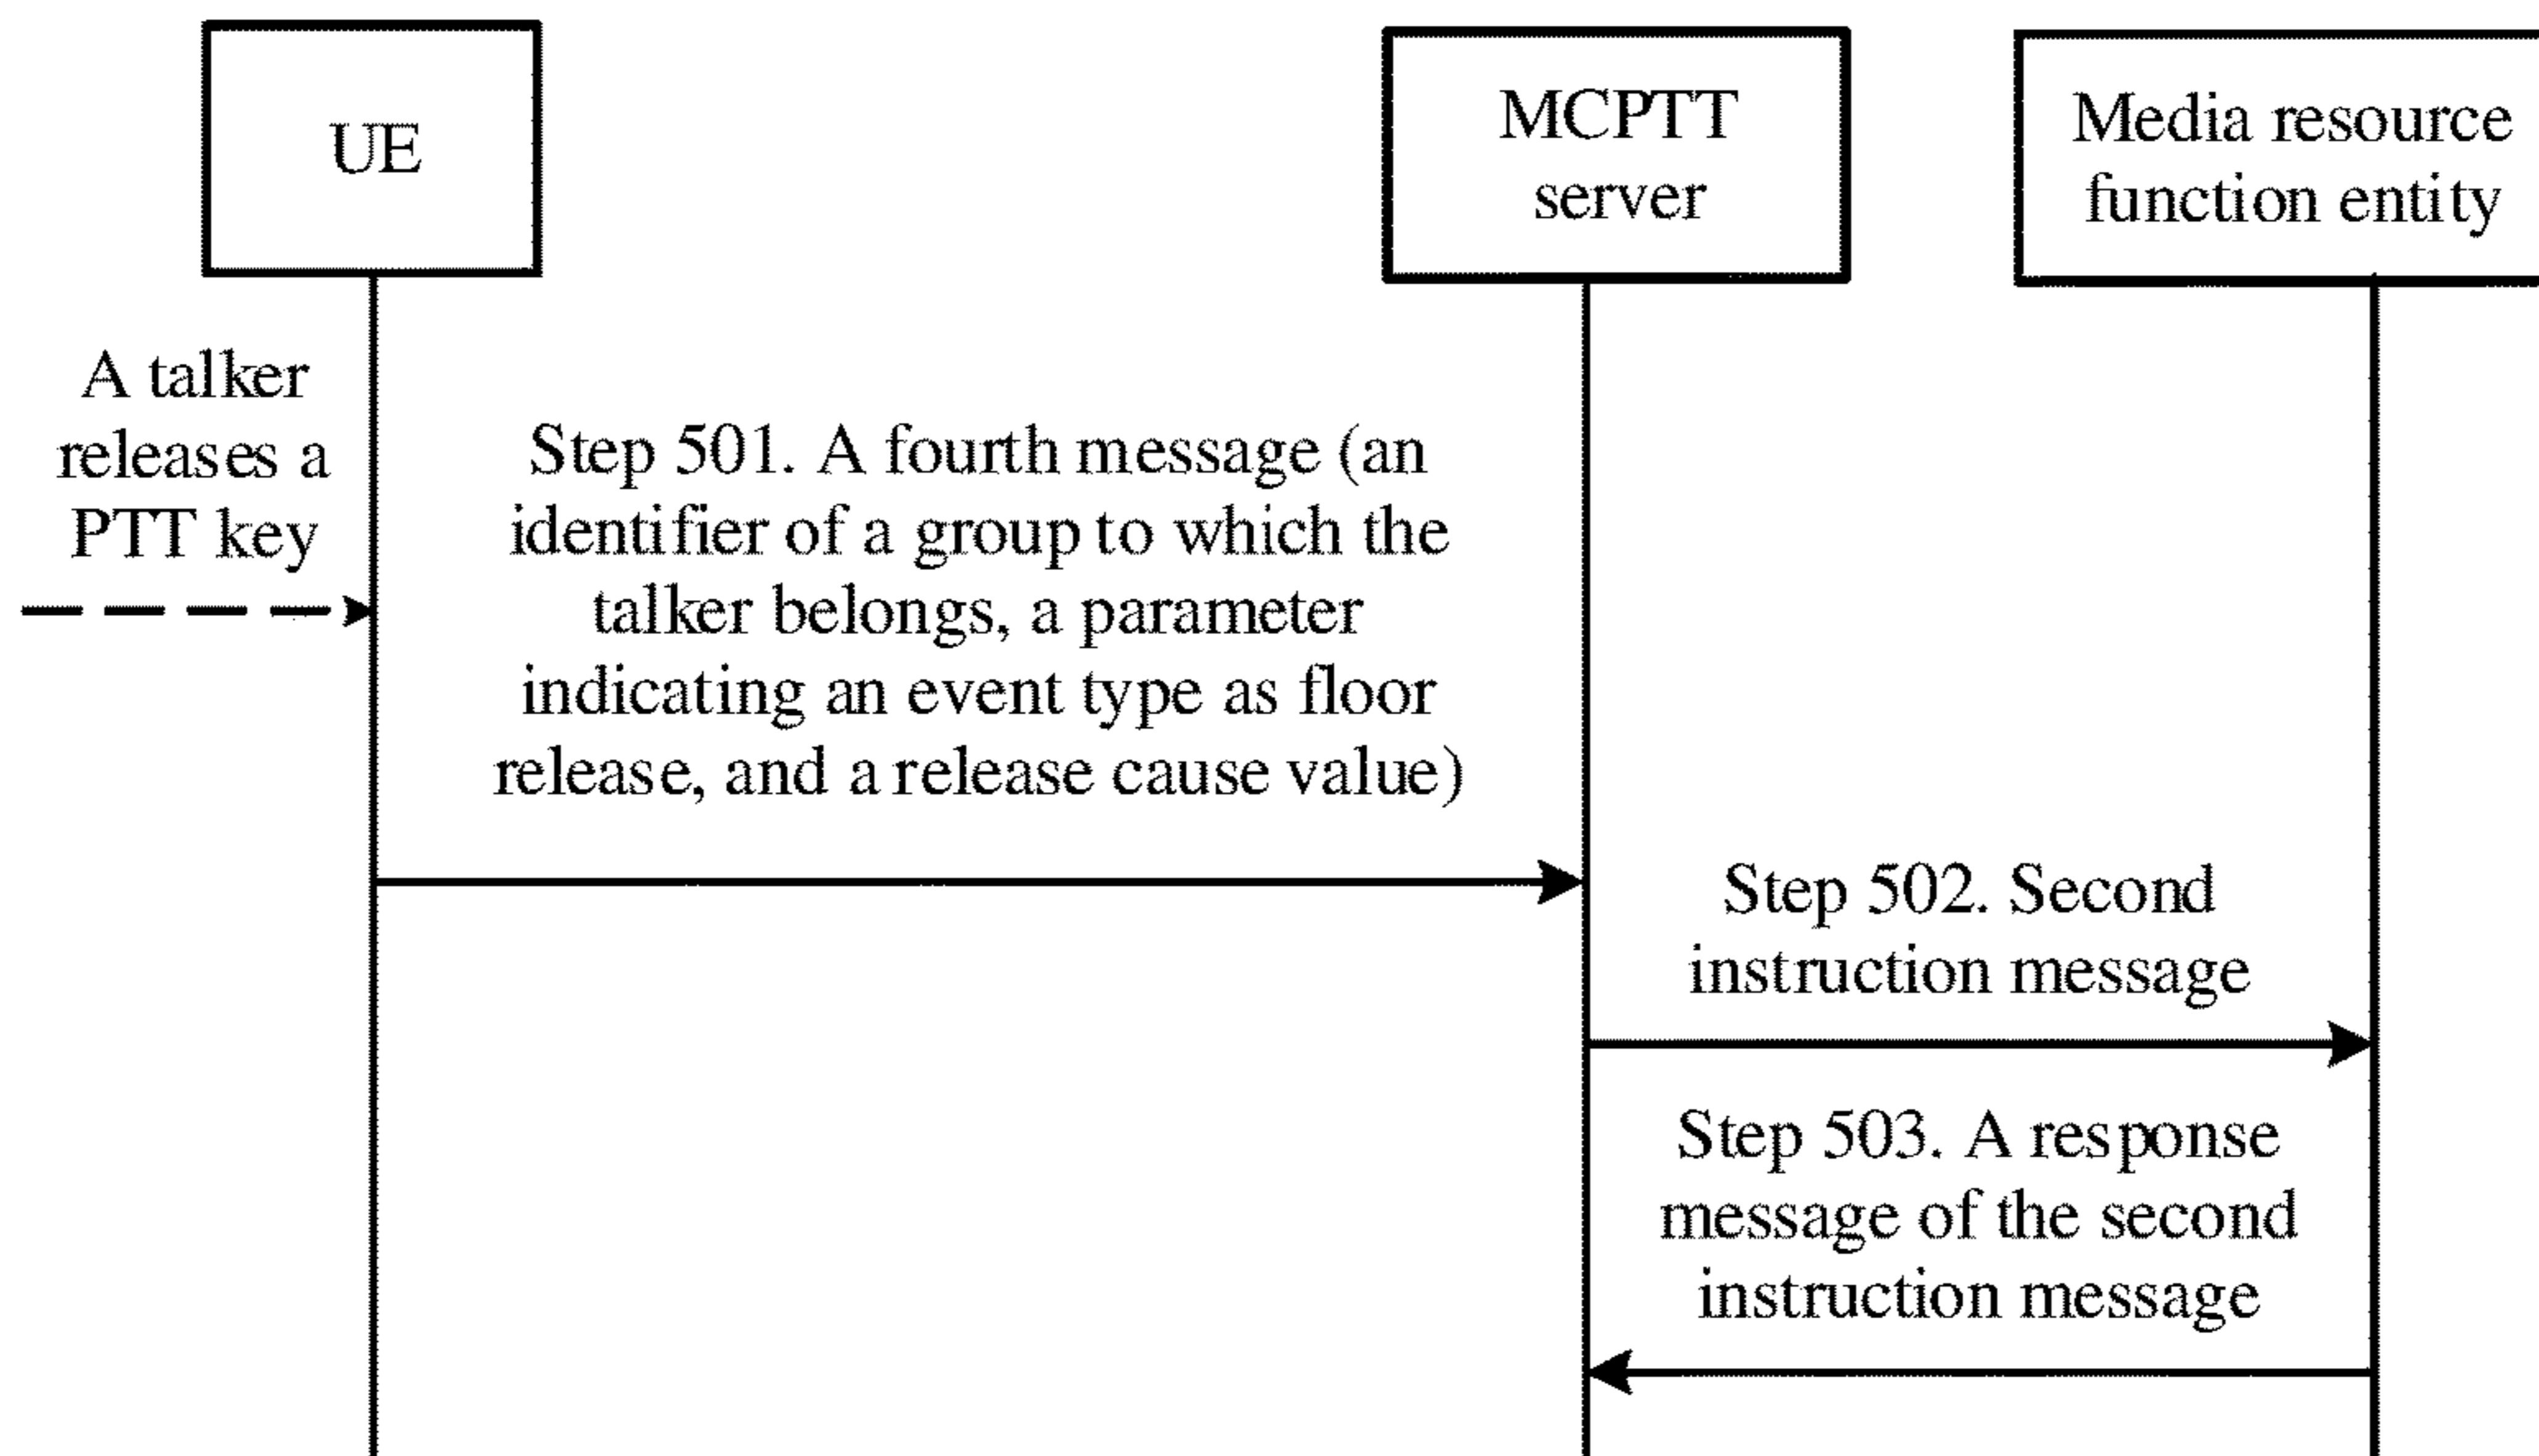 UE
MCPTT
server
Media resource
function entity
A talker
releases a
PTT key
Step 501. A fourth message (an
identifier of a group to which the
talker belongs, a parameter
indicating an event type as floor
release, and a release cause value)
Step 502. Second
instruction message
Step 503. A response
message of the second
instruction message